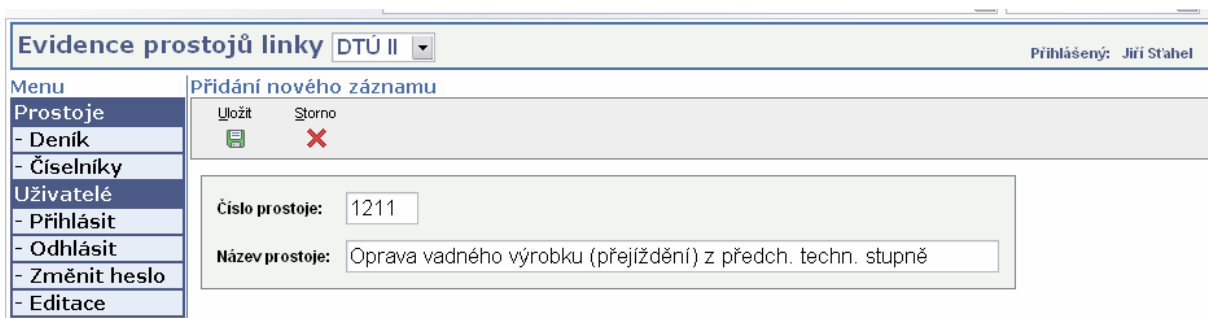 Evidence prostojů linky DTÚ II
Přihlášený: Jiří Sťahel
Menu
Prostoje
- Deník
- Číselníky
Uživatelé
- Přihlásit
- Odhlásit
- Změnit heslo
- Editace
Přidání nového záznamu
Uložit Storno
Číslo prostoje: 1211
Název prostoje: Oprava vadného výrobku (přejíždění) z předch. techn. stupně